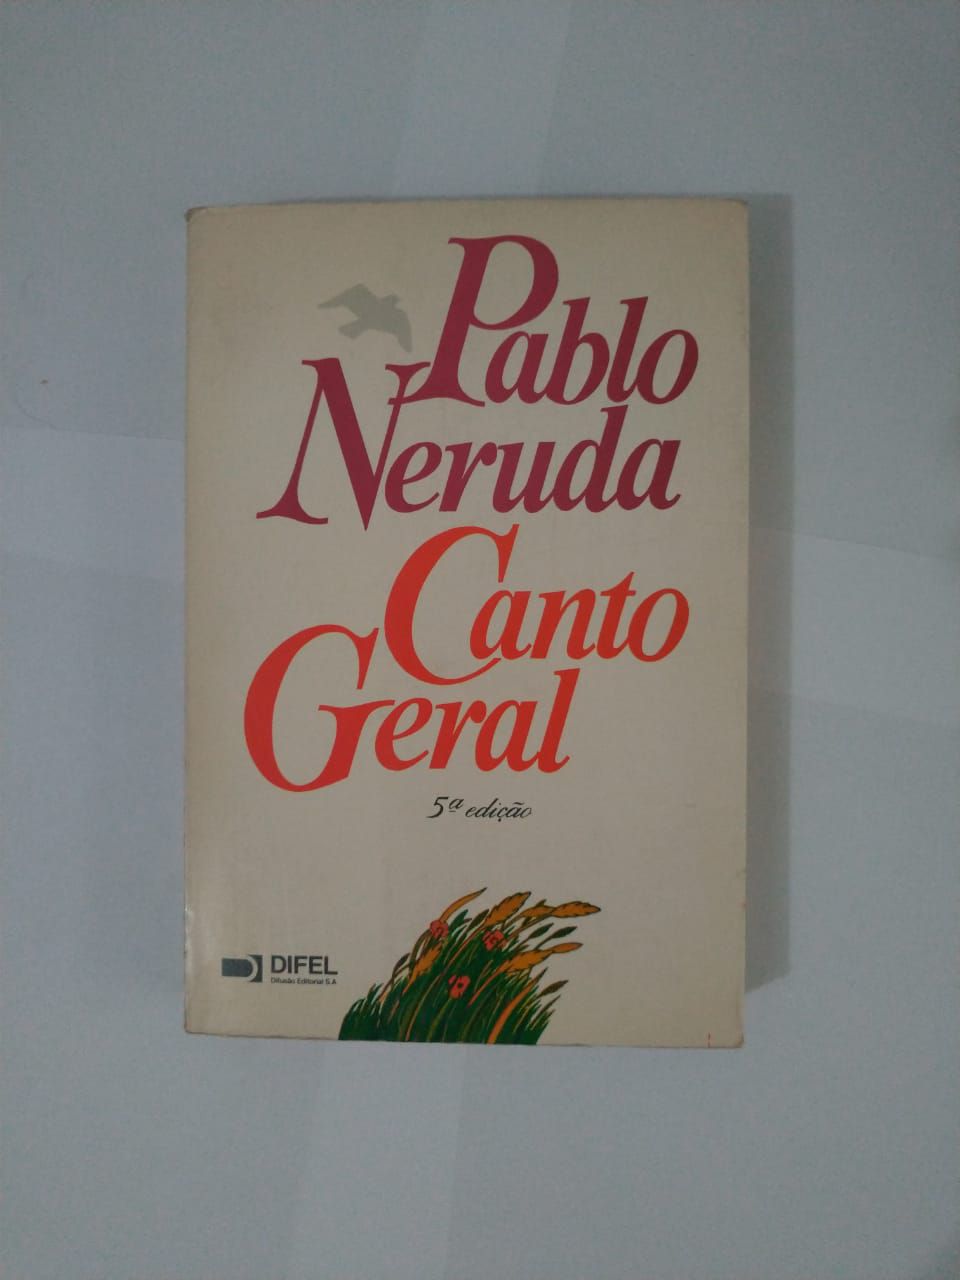 Pablo
Neruda
Canto
Geral
5ª edição
DIFEL
Difusão Editorial S.A